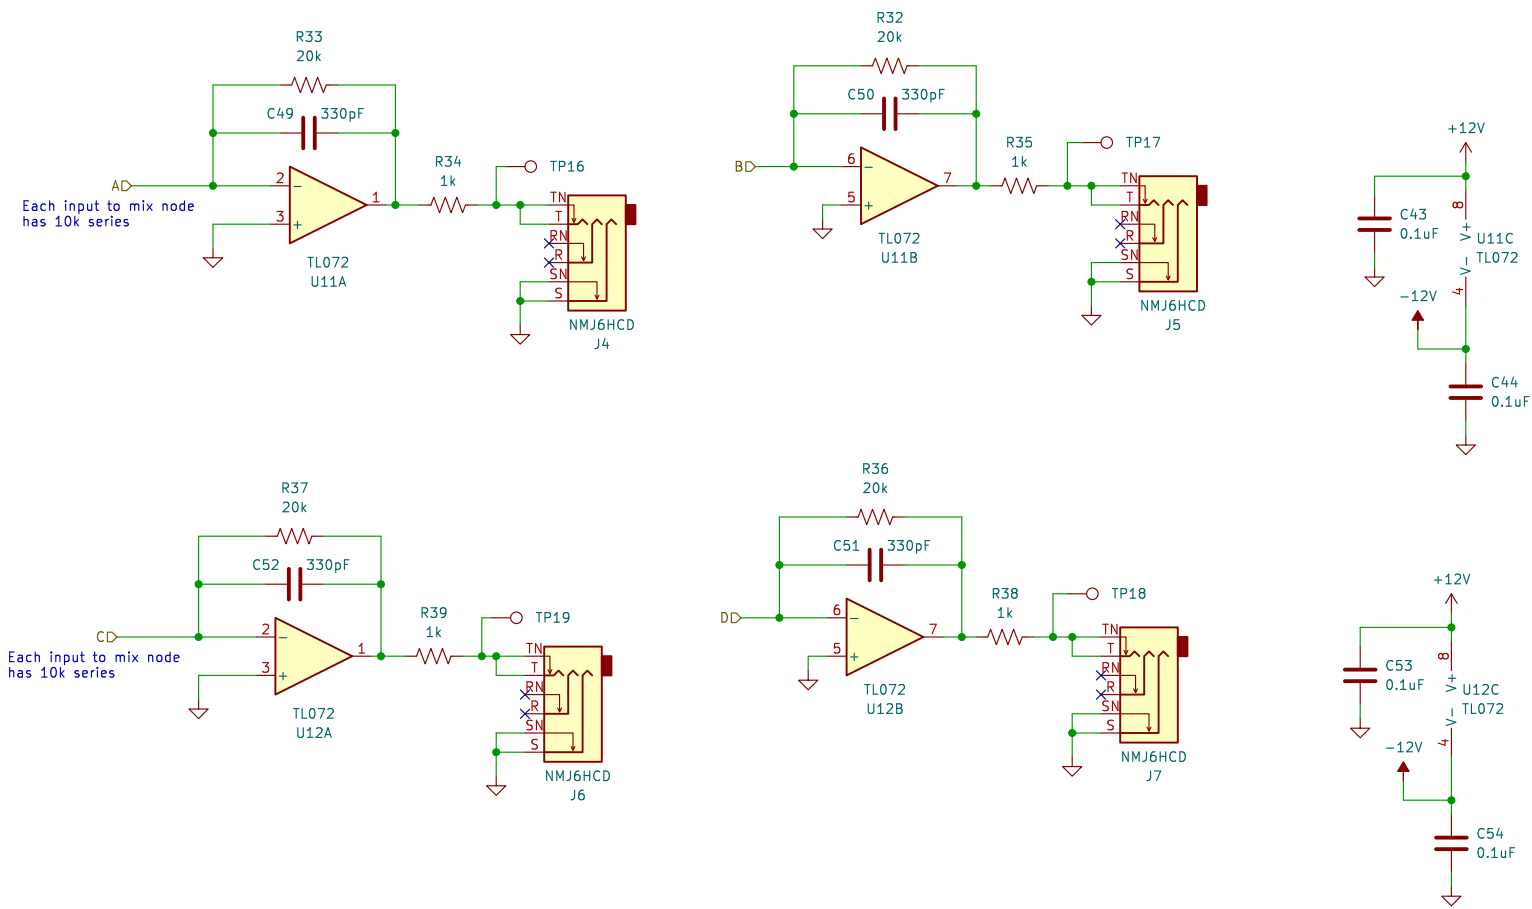 R33
20k
C49 330pF
R34
1k
TP16
A
2
3
1
Each input to mix node
has 10k series
TL072
U11A
TN
T
RN
R
SN
S
NMJ6HCD
J4
R32
20k
C50 330pF
R35
1k
TP17
B
6
5
7
TL072
U11B
TN
T
RN
R
SN
S
NMJ6HCD
J5
+12V
C43
0.1uF
8
V+
U11C
TL072
V-
4
-12V
C44
0.1uF
R37
20k
C52 330pF
R39
1k
TP19
C
2
3
1
Each input to mix node
has 10k series
TL072
U12A
TN
T
RN
R
SN
S
NMJ6HCD
J6
R36
20k
C51 330pF
R38
1k
TP18
D
6
5
7
TL072
U12B
TN
T
RN
R
SN
S
NMJ6HCD
J7
+12V
C53
0.1uF
8
V+
U12C
TL072
V-
4
-12V
C54
0.1uF